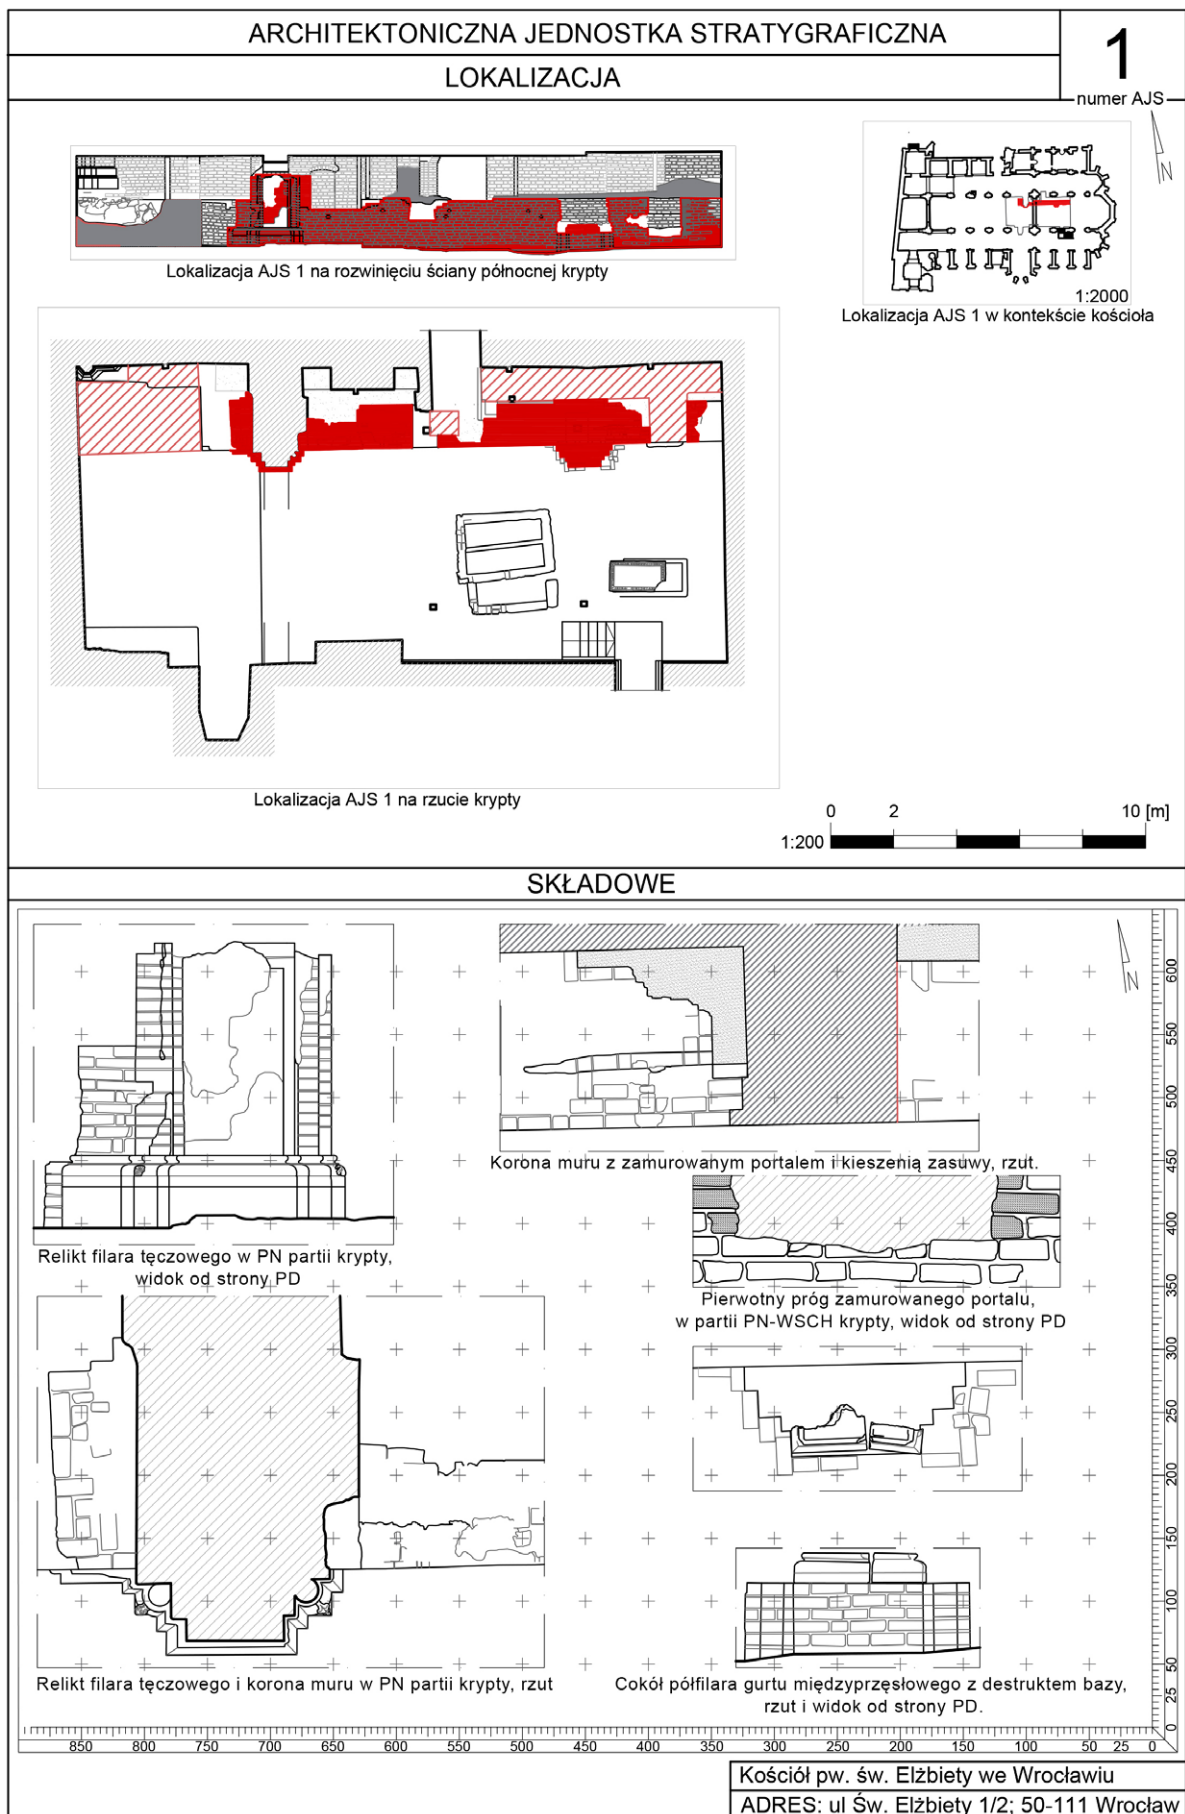 ARCHITEKTONICZNA JEDNOSTKA STRATYGRAFICZNA
LOKALIZACJA
1
numer AJS
N
Lokalizacja AJS 1 na rozwinięciu ściany północnej krypty
1:2000
Lokalizacja AJS 1 w kontekście kościoła
Lokalizacja AJS 1 na rzucie krypty
0 2 10 [m]
1:200
SKŁADOWE
N
Korona muru z zamurowanym portalem i kieszenią zasuwy, rzut.
Relikt filara tęczowego w PN partii krypty,
widok od strony PD
Pierwotny próg zamurowanego portalu,
w partii PN-WSCH krypty, widok od strony PD
Relikt filara tęczowego i korona muru w PN partii krypty, rzut
Cokół półfilara gurtu międzyprzęsłowego z destruktem bazy,
rzut i widok od strony PD.
600
550
500
450
400
350
300
250
200
150
100
50
25
0
850 800 750 700 650 600 550 500 450 400 350 300 250 200 150 100 50 25 0
Kościół pw. św. Elżbiety we Wrocławiu
ADRES: ul Św. Elżbiety 1/2; 50-111 Wrocław